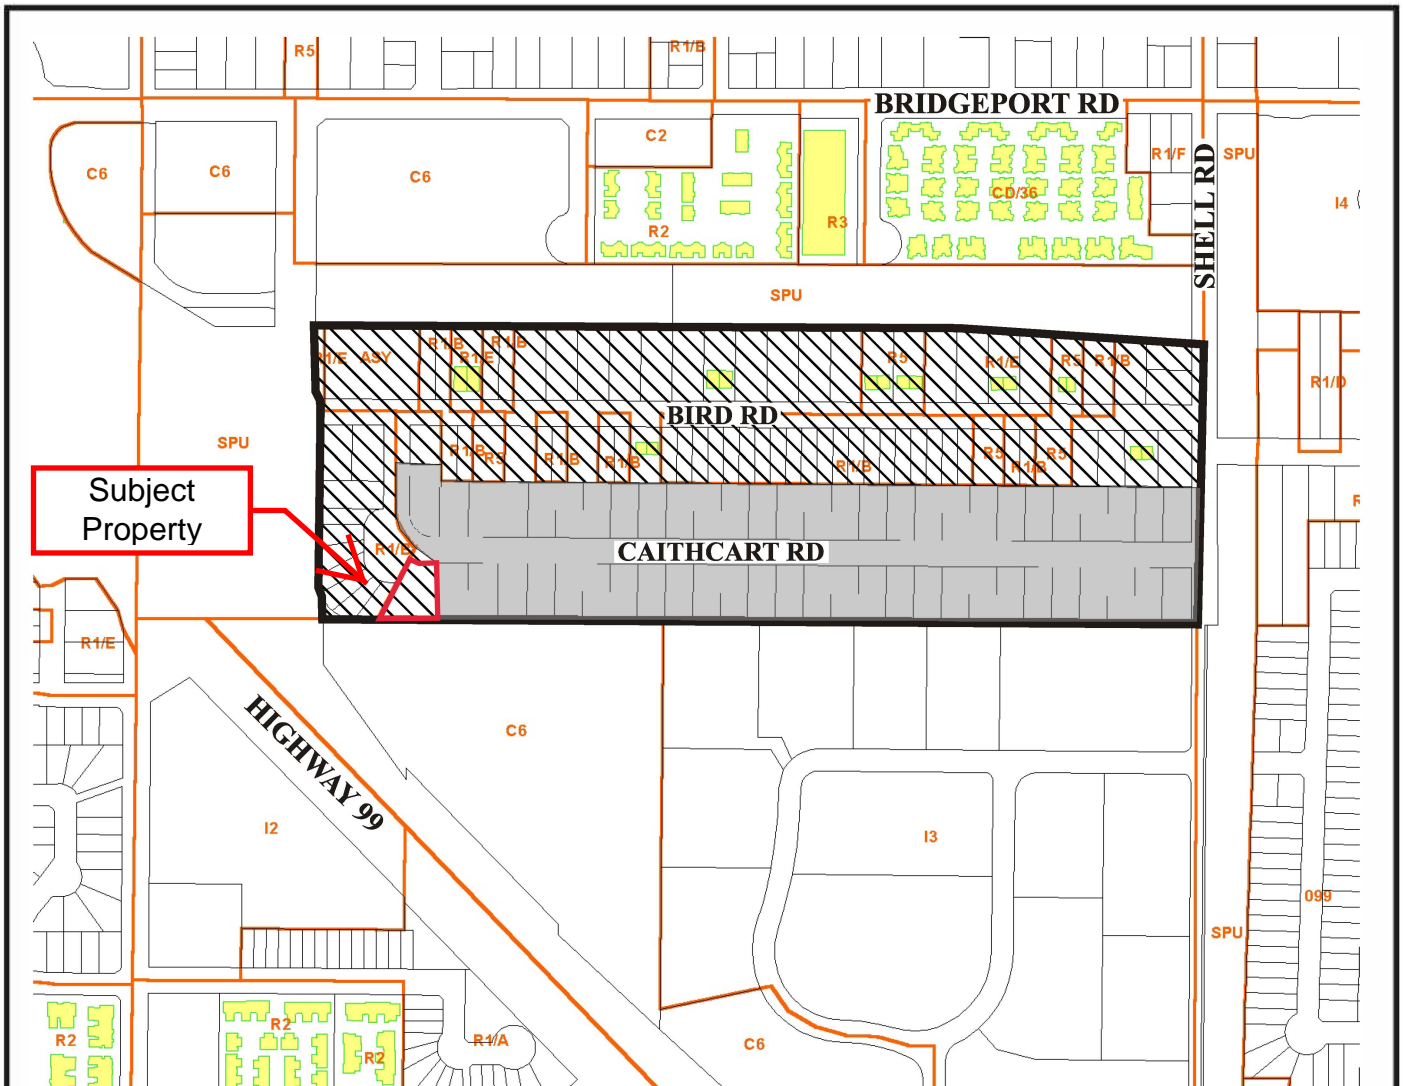 R5
R1/B
BRIDGEPORT RD
C6
C6
C6
C2
R2
R3
CD/36
R1/F
SHELL RD
SPU
I4
SPU
R1/E
ASY
R1/B
R1/E
R1/B
R5
R1/E
R5
R1/B
R1/D
BIRD RD
SPU
R1/B
R5
R1/B
R1/B
R1/B
R5
R1/B
R5
Subject
Property
R1/E
CAITHCART RD
R1/E
HIGHWAY 99
C6
I2
I3
099
SPU
R2
R2
R2
R1/A
C6